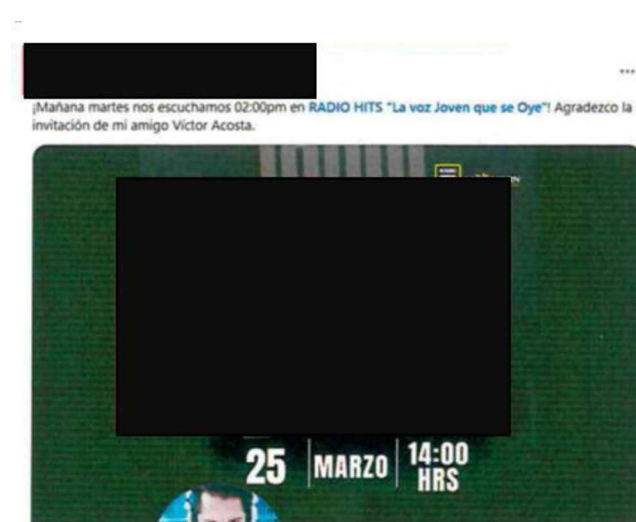 ..
...
¡Mañana martes nos escuchamos 02:00pm en RADIO HITS "La voz Joven que se Oye"! Agradezco la
invitación de mi amigo Víctor Acosta.
25 MARZO 14:00
HRS